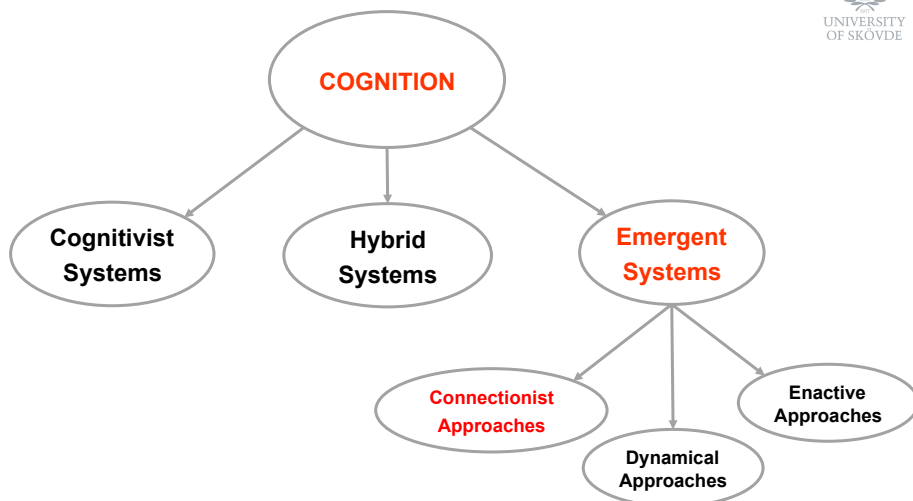 UNIVERSITY
OF SKÖVDE
COGNITION
Cognitivist
Systems
Hybrid
Systems
Emergent
Systems
Connectionist
Approaches
Dynamical
Approaches
Enactive
Approaches